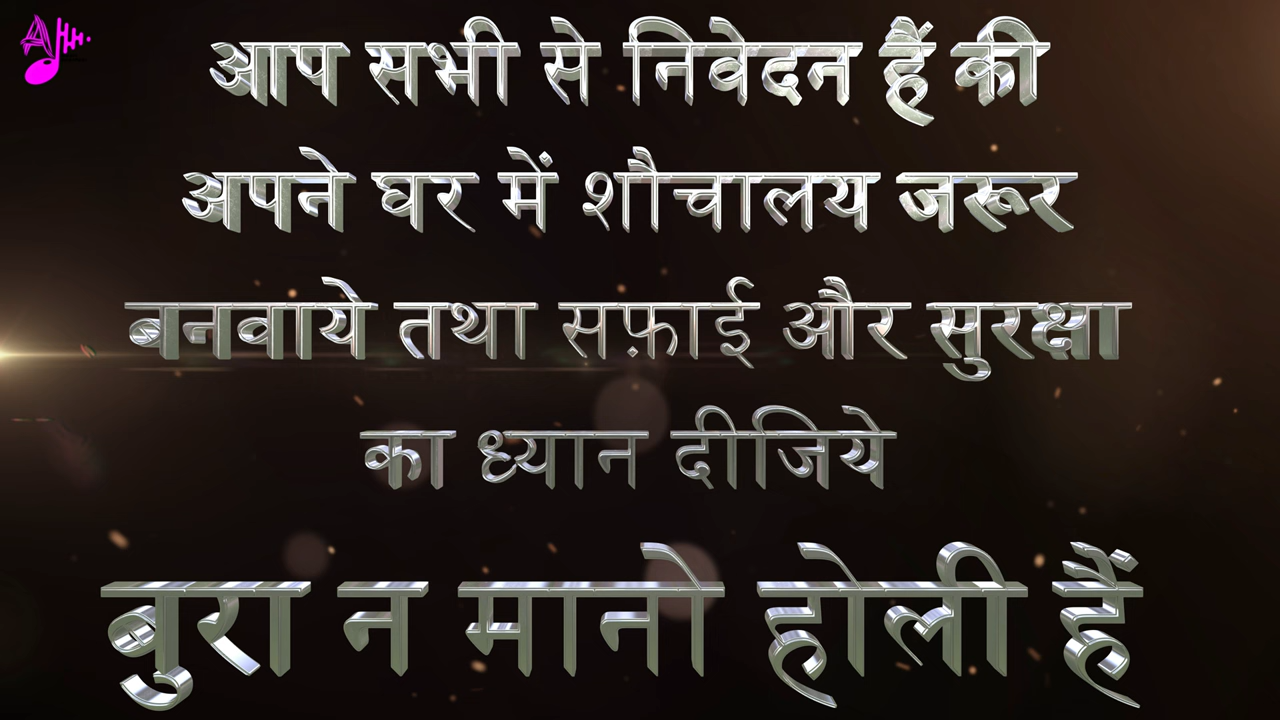 आप सभी से निवेदन हैं की
अपने घर में शौचालय जरूर
बनवाये तथा सफ़ाई और सुरक्षा
का ध्यान दीजिये
बुरा न मानो होली हैं